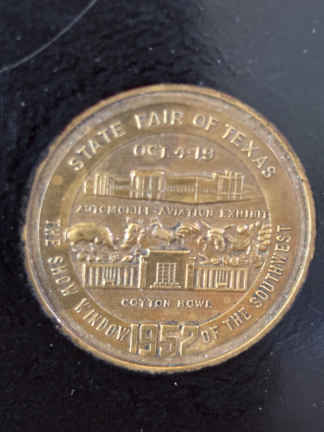 STATE FAIR OF TEXAS
OCT. 4-19
AUTOMOBILE-AVIATION EXHIBIT
COTTON BOWL
THE SHOW WINDOW 1952 OF THE SOUTHWEST